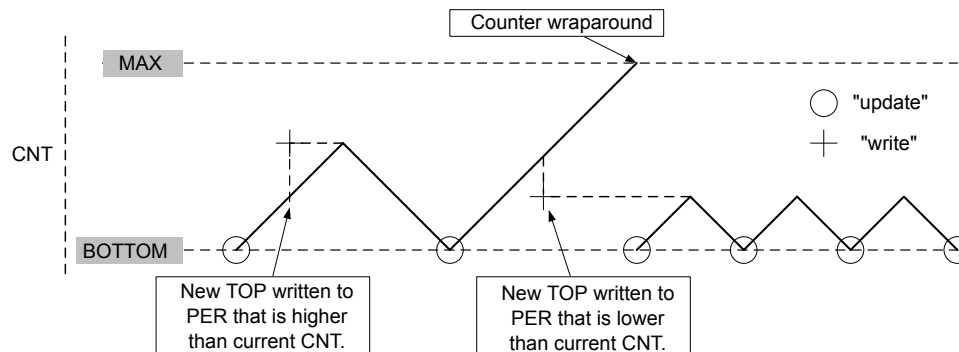 Counter wraparound
MAX
"update"
"write"
CNT
BOTTOM
New TOP written to
PER that is higher
than current CNT.
New TOP written to
PER that is lower
than current CNT.